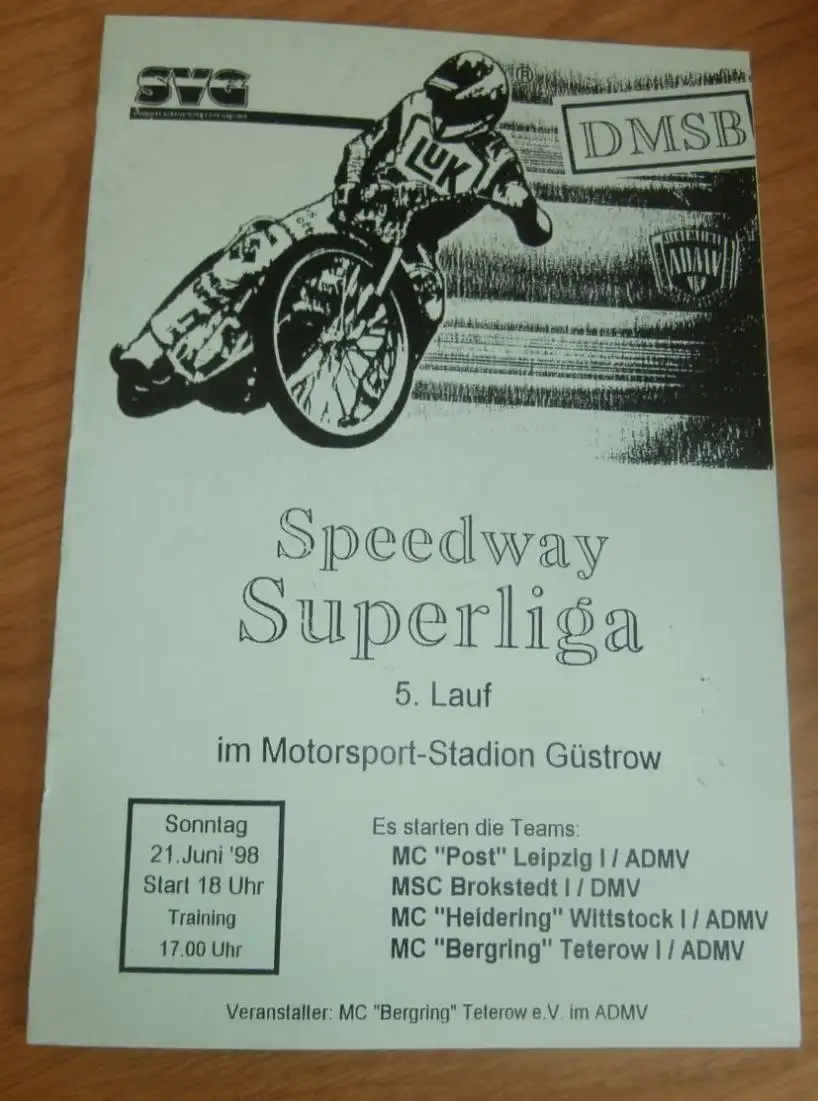 SVG
DMSB
LUK
ADMV
Speedway
Superliga
5. Lauf
im Motorsport-Stadion Güstrow
Sonntag
21.Juni '98
Start 18 Uhr
Training
17.00 Uhr
Es starten die Teams:
MC "Post" Leipzig I / ADMV
MSC Brokstedt I / DMV
MC "Heidering" Wittstock I / ADMV
MC "Bergring" Teterow I / ADMV
Veranstalter: MC "Bergring" Teterow e.V. im ADMV